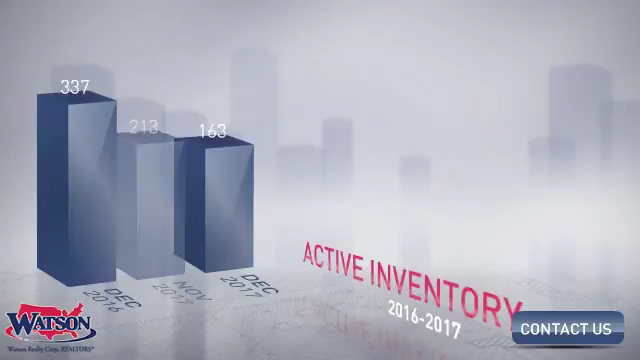 337
213
163
DEC
2016
NOV
2017
DEC
2017
ACTIVE INVENTORY
2016-2017
WATSON
Watson Realty Corp. REALTORS®
CONTACT US